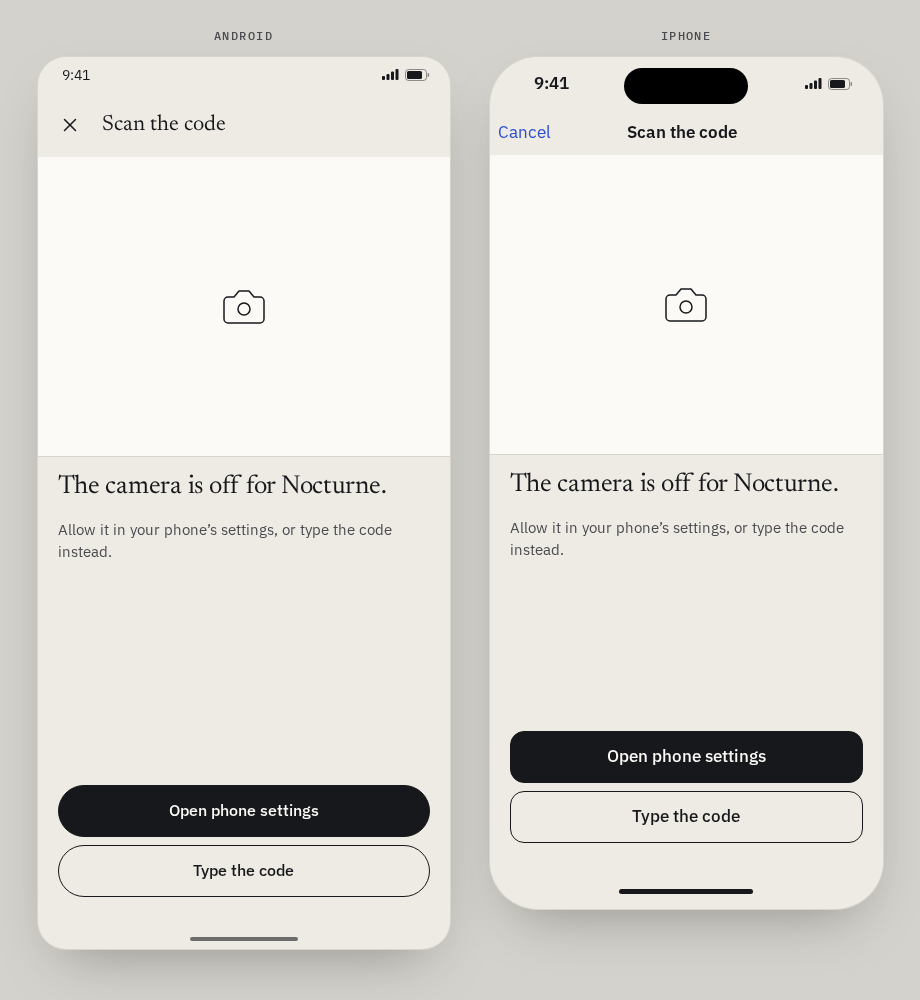 ANDROID
9:41
Scan the code
The camera is off for Nocturne.
Allow it in your phone’s settings, or type the code
instead.
Open phone settings
Type the code
IPHONE
9:41
Cancel
Scan the code
The camera is off for Nocturne.
Allow it in your phone’s settings, or type the code
instead.
Open phone settings
Type the code